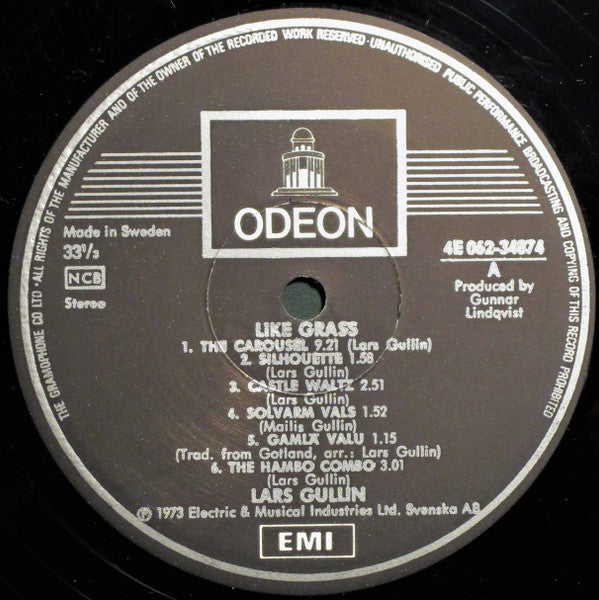 THE GRAMOPHONE CO LTD · ALL RIGHTS OF THE MANUFACTURER AND OF THE OWNER OF THE RECORDED WORK RESERVED · UNAUTHORISED PUBLIC PERFORMANCE BROADCASTING AND COPYING OF THIS RECORD PROHIBITED
ODEON
Made in Sweden
33⅓
NCB
Stereo
4E 062-34874
A
Produced by
Gunnar
Lindqvist
LIKE GRASS
1. THE CAROUSEL 9.21 (Lars Gullin)
2. SILHOUETTE 1.58
(Lars Gullin)
3. CASTLE WALTZ 2.51
(Lars Gullin)
4. SOLVARM VALS 1.52
(Mailis Gullin)
5. GAMLA VALU 1.15
(Trad. from Gotland, arr.: Lars Gullin)
6. THE HAMBO COMBO 3.01
(Lars Gullin)
LARS GULLIN
℗ 1973 Electric & Musical Industries Ltd. Svenska AB
EMI